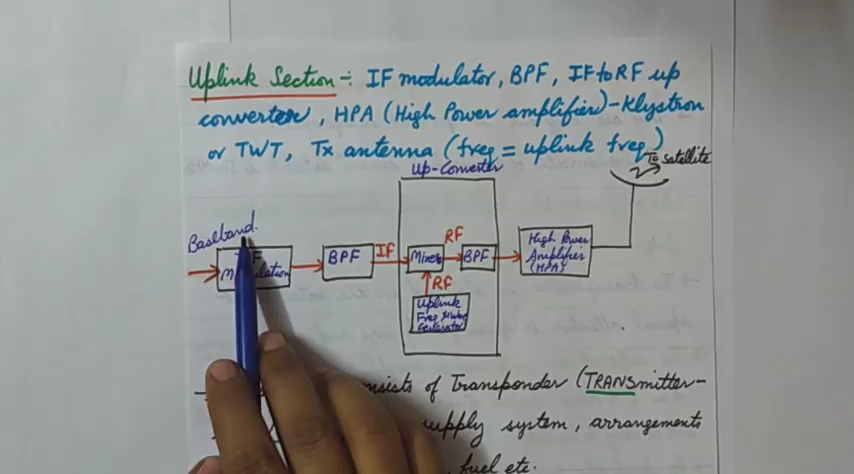 Uplink Section :- IF modulator, BPF, IF to RF up
converter, HPA (High Power amplifier) - Klystron
or TWT, Tx antenna (freq = uplink freq)
To satellite
Up-Converter
Baseband
IF
RF
BPF
Mixer
BPF
High Power
Amplifier
(HPA)
RF
Uplink
Generator
consists of Transponder (TRANSmitter-
supply system, arrangements
fuel etc.